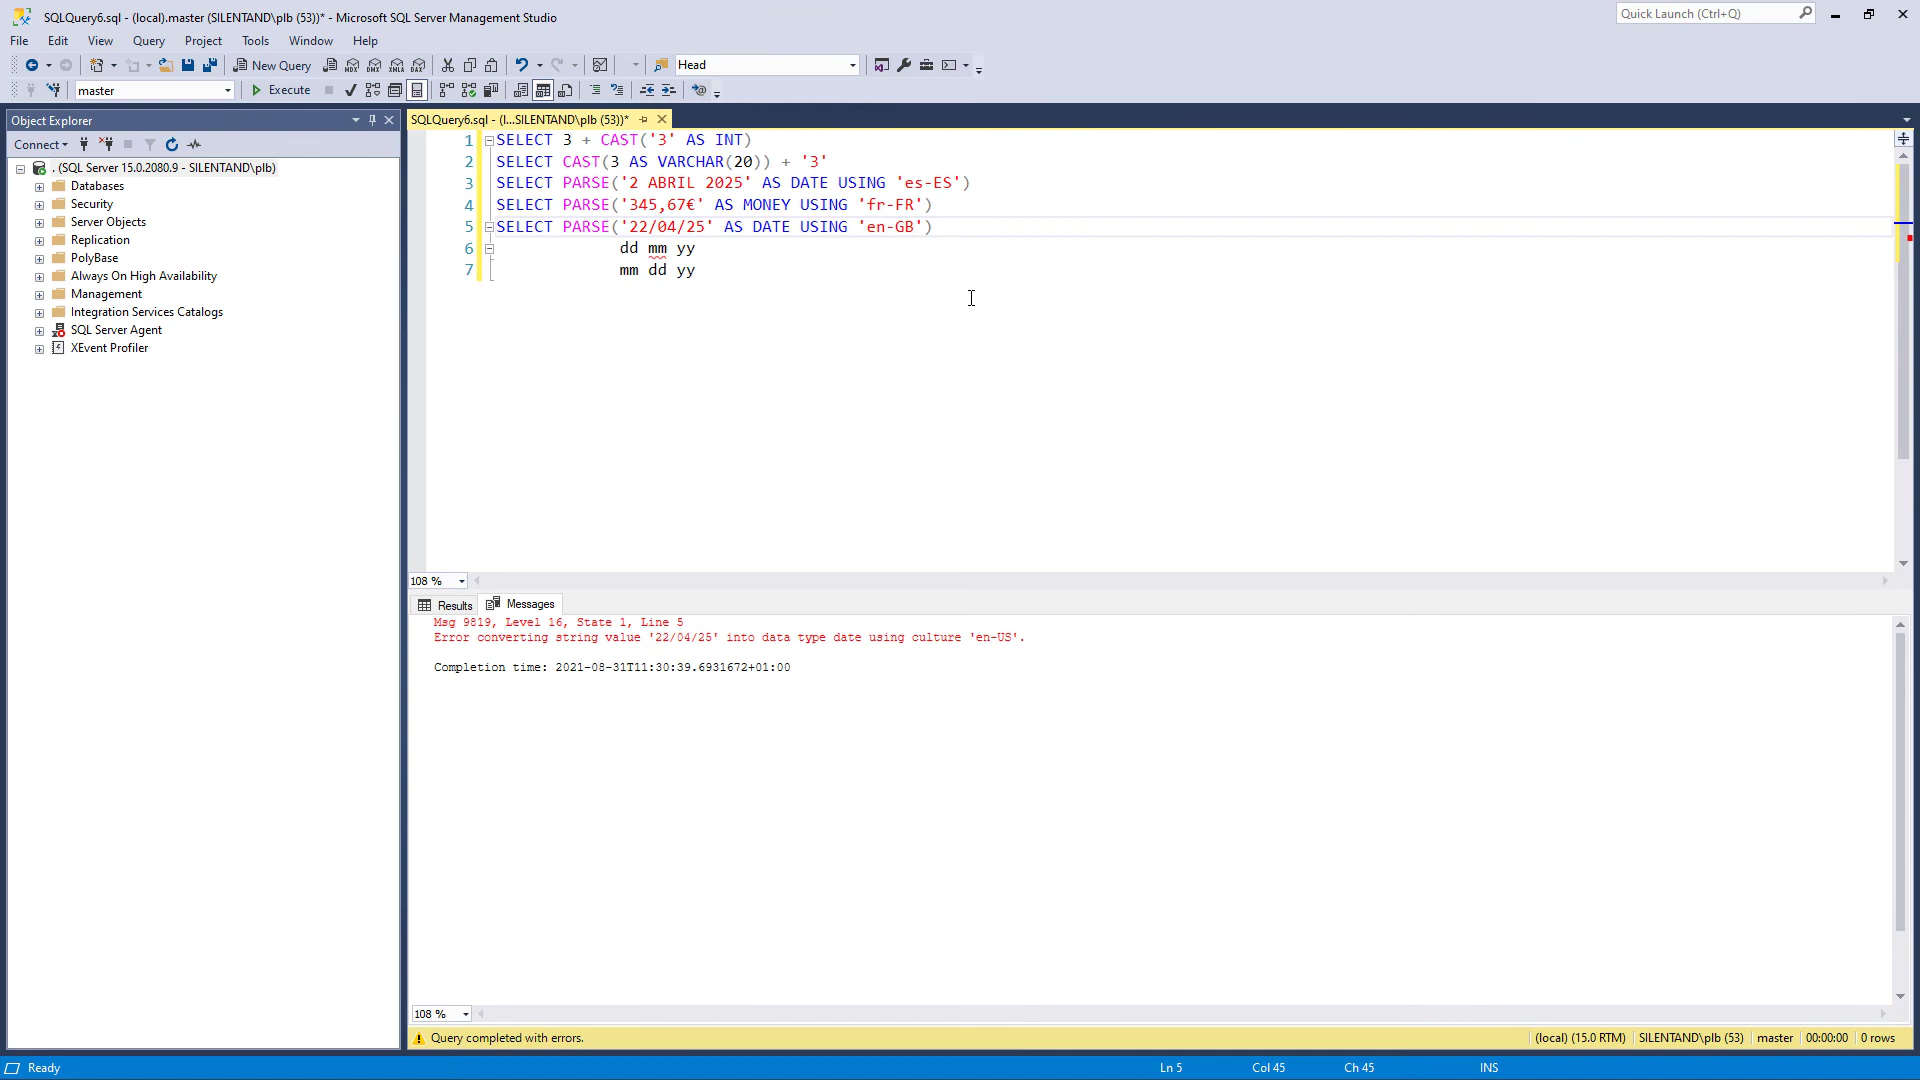 SQLQuery6.sql - (local).master (SILENTAND\plb (53))* - Microsoft SQL Server Management Studio
Quick Launch (Ctrl+Q)
File Edit View Query Project Tools Window Help
New Query
MDX DMX XMLA DAX
Head
master
Execute
Object Explorer
Connect
. (SQL Server 15.0.2080.9 - SILENTAND\plb)
Databases
Security
Server Objects
Replication
PolyBase
Always On High Availability
Management
Integration Services Catalogs
SQL Server Agent
XEvent Profiler
SQLQuery6.sql - (l...SILENTAND\plb (53))*
1 SELECT 3 + CAST('3' AS INT)
2 SELECT CAST(3 AS VARCHAR(20)) + '3'
3 SELECT PARSE('2 ABRIL 2025' AS DATE USING 'es-ES')
4 SELECT PARSE('345,67€' AS MONEY USING 'fr-FR')
5 SELECT PARSE('22/04/25' AS DATE USING 'en-GB')
6 dd mm yy
7 mm dd yy
108 %
Results Messages
Msg 9819, Level 16, State 1, Line 5
Error converting string value '22/04/25' into data type date using culture 'en-US'.
Completion time: 2021-08-31T11:30:39.6931672+01:00
108 %
Query completed with errors.
(local) (15.0 RTM) SILENTAND\plb (53) master 00:00:00 0 rows
Ready
Ln 5 Col 45 Ch 45 INS